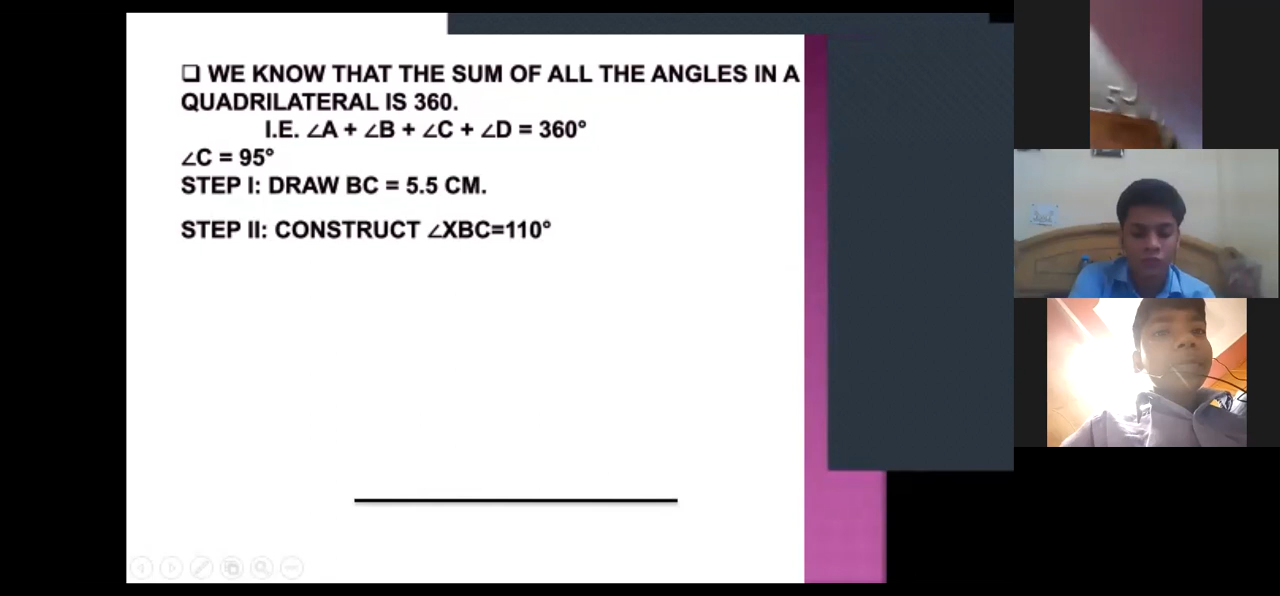 ❑ WE KNOW THAT THE SUM OF ALL THE ANGLES IN A
QUADRILATERAL IS 360.
I.E. ∠A + ∠B + ∠C + ∠D = 360°
∠C = 95°
STEP I: DRAW BC = 5.5 CM.
STEP II: CONSTRUCT ∠XBC=110°